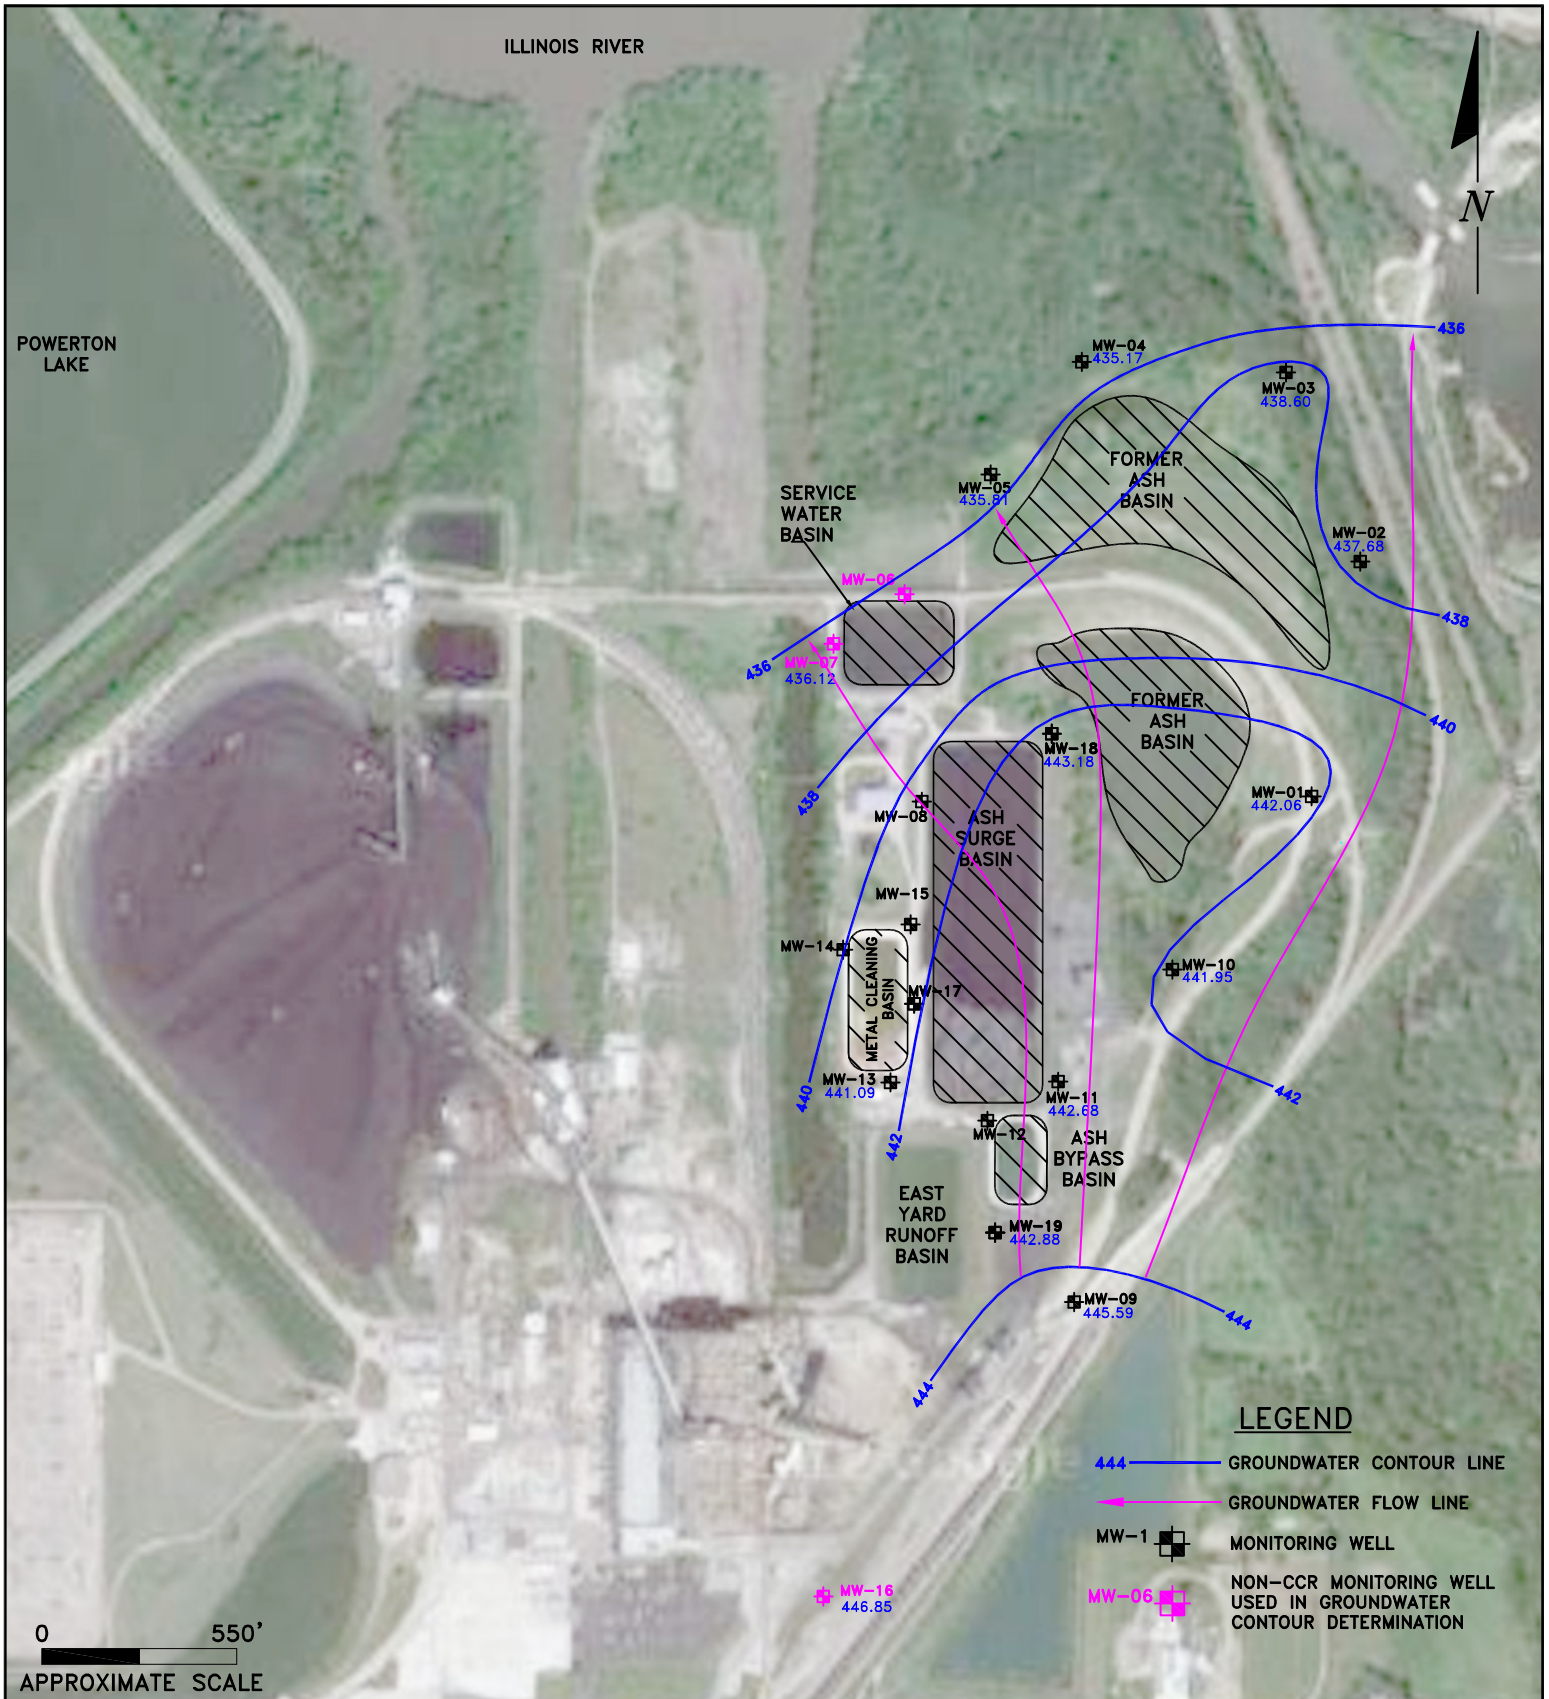 ILLINOIS RIVER
N
POWERTON
LAKE
436
MW-04
435.17
MW-03
438.60
FORMER
ASH
BASIN
MW-05
435.81
SERVICE
WATER
BASIN
MW-02
437.68
MW-06
438
MW-07
436.12
436
FORMER
ASH
BASIN
440
MW-18
443.18
MW-01
442.06
438
MW-08
ASH
SURGE
BASIN
MW-15
MW-14
METAL CLEANING
BASIN
MW-10
441.95
MW-17
MW-13
441.09
440
MW-11
442.68
442
MW-12
442
ASH
BYPASS
BASIN
EAST
YARD
RUNOFF
BASIN
MW-19
442.88
MW-09
445.59
444
444
LEGEND
444 GROUNDWATER CONTOUR LINE
GROUNDWATER FLOW LINE
MW-1 MONITORING WELL
MW-06 NON-CCR MONITORING WELL
USED IN GROUNDWATER
CONTOUR DETERMINATION
MW-16
446.85
0 550'
APPROXIMATE SCALE